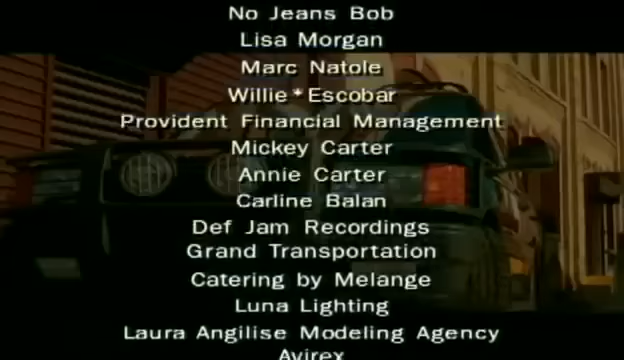 No Jeans Bob
Lisa Morgan
Marc Natole
Willie*Escobar
Provident Financial Management
Mickey Carter
Annie Carter
Carline Balan
Def Jam Recordings
Grand Transportation
Catering by Melange
Luna Lighting
Laura Angilise Modeling Agency
Avirex